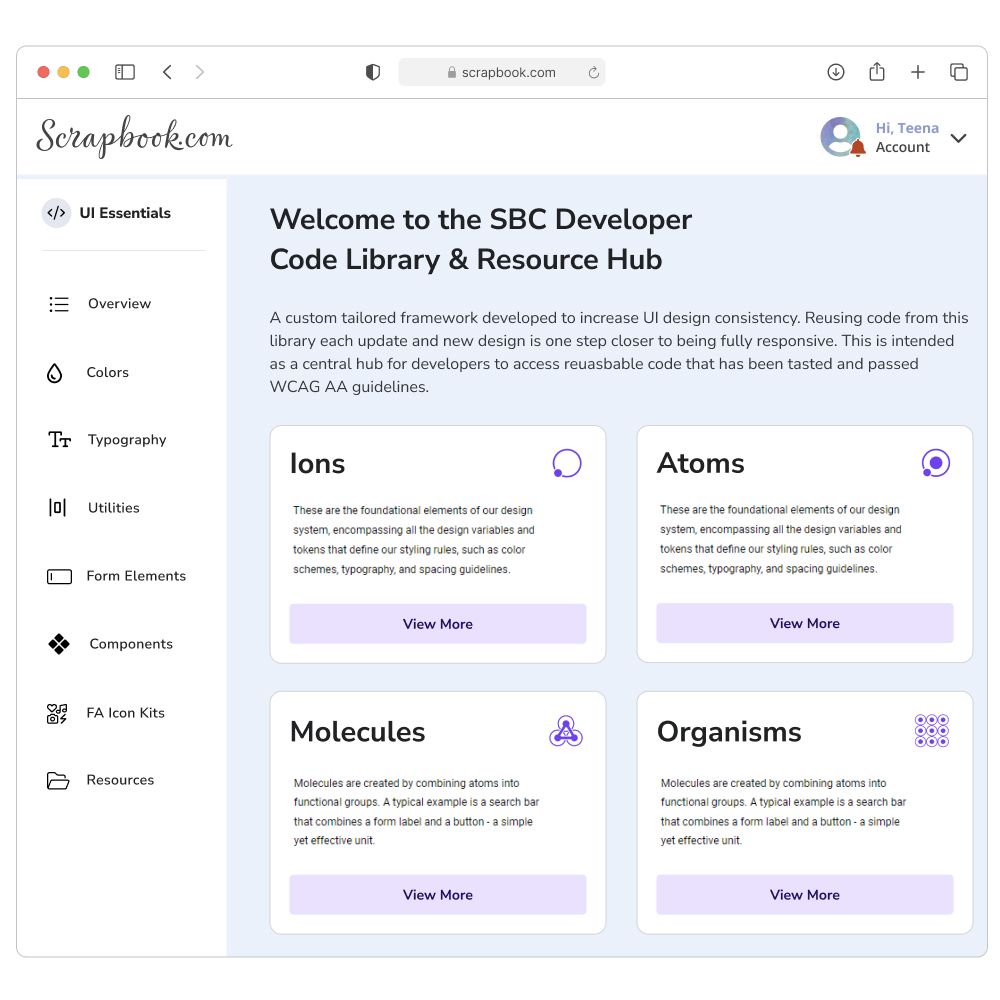 scrapbook.com
Scrapbook.com
Hi, Teena
Account
</> UI Essentials
Overview
Colors
Typography
Utilities
Form Elements
Components
FA Icon Kits
Resources
Welcome to the SBC Developer
Code Library & Resource Hub
A custom tailored framework developed to increase UI design consistency. Reusing code from this
library each update and new design is one step closer to being fully responsive. This is intended
as a central hub for developers to access reuasbable code that has been tasted and passed
WCAG AA guidelines.
Ions
These are the foundational elements of our design
system, encompassing all the design variables and
tokens that define our styling rules, such as color
schemes, typography, and spacing guidelines.
View More
Atoms
These are the foundational elements of our design
system, encompassing all the design variables and
tokens that define our styling rules, such as color
schemes, typography, and spacing guidelines.
View More
Molecules
Molecules are created by combining atoms into
functional groups. A typical example is a search bar
that combines a form label and a button - a simple
yet effective unit.
View More
Organisms
Molecules are created by combining atoms into
functional groups. A typical example is a search bar
that combines a form label and a button - a simple
yet effective unit.
View More